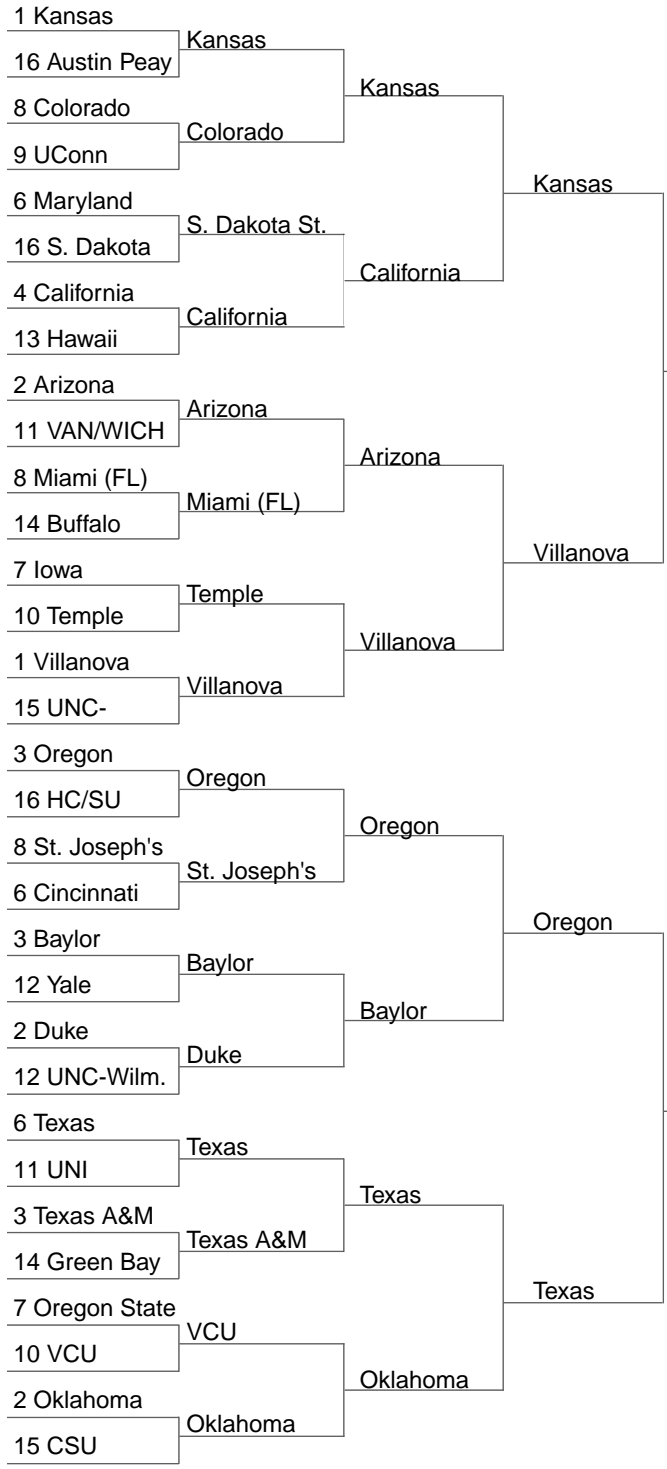 1 Kansas
16 Austin Peay
8 Colorado
9 UConn
6 Maryland
16 S. Dakota
4 California
13 Hawaii
2 Arizona
11 VAN/WICH
8 Miami (FL)
14 Buffalo
7 Iowa
10 Temple
1 Villanova
15 UNC-
3 Oregon
16 HC/SU
8 St. Joseph's
6 Cincinnati
3 Baylor
12 Yale
2 Duke
12 UNC-Wilm.
6 Texas
11 UNI
3 Texas A&M
14 Green Bay
7 Oregon State
10 VCU
2 Oklahoma
15 CSU
Kansas
Colorado
S. Dakota St.
California
Arizona
Miami (FL)
Temple
Villanova
Oregon
St. Joseph's
Baylor
Duke
Texas
Texas A&M
VCU
Oklahoma
Kansas
California
Arizona
Villanova
Oregon
Baylor
Texas
Oklahoma
Kansas
Villanova
Oregon
Texas